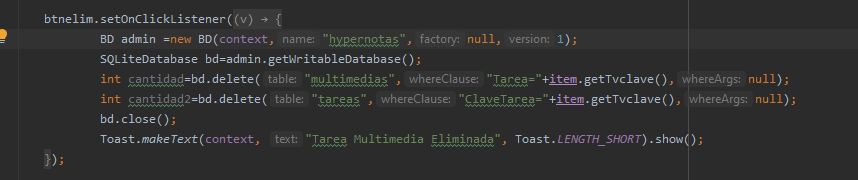 btnelim.setOnClickListener((v) → {
BD admin =new BD(context, name: "hypernotas", factory: null, version: 1);
SQLiteDatabase bd=admin.getWritableDatabase();
int cantidad=bd.delete( table: "multimedias", whereClause: "Tarea="+item.getTvclave(), whereArgs: null);
int cantidad2=bd.delete( table: "tareas", whereClause: "ClaveTarea="+item.getTvclave(), whereArgs: null);
bd.close();
Toast.makeText(context, text: "Tarea Multimedia Eliminada", Toast.LENGTH_SHORT).show();
});